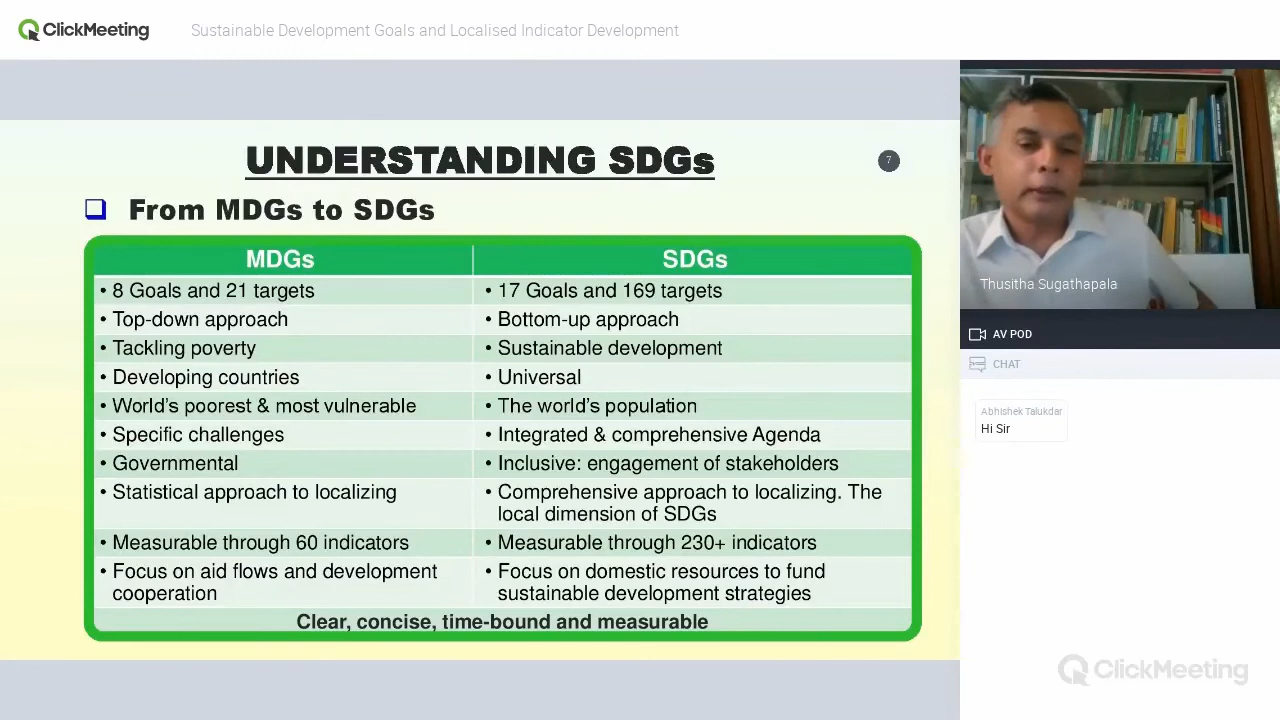 ClickMeeting
Sustainable Development Goals and Localised Indicator Development
UNDERSTANDING SDGs
7
❑ From MDGs to SDGs
MDGs
SDGs
• 8 Goals and 21 targets
• 17 Goals and 169 targets
• Top-down approach
• Bottom-up approach
• Tackling poverty
• Sustainable development
• Developing countries
• Universal
• World's poorest & most vulnerable
• The world's population
• Specific challenges
• Integrated & comprehensive Agenda
• Governmental
• Inclusive: engagement of stakeholders
• Statistical approach to localizing
• Comprehensive approach to localizing. The
local dimension of SDGs
• Measurable through 60 indicators
• Measurable through 230+ indicators
• Focus on aid flows and development
cooperation
• Focus on domestic resources to fund
sustainable development strategies
Clear, concise, time-bound and measurable
Thusitha Sugathapala
AV POD
CHAT
Abhishek Talukdar
Hi Sir
ClickMeeting